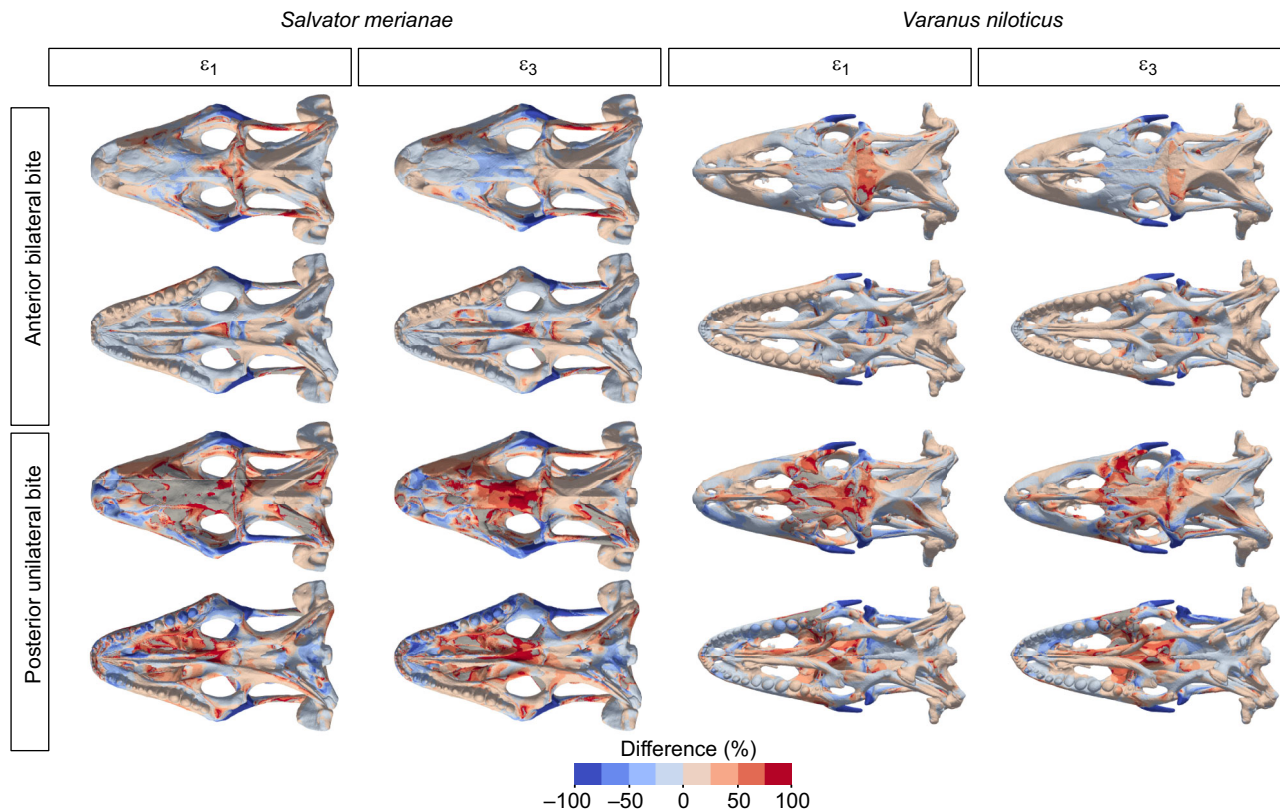 Salvator merianae
Varanus niloticus
ε1
ε3
ε1
ε3
Anterior bilateral bite
Posterior unilateral bite
Difference (%)
–100
–50
0
50
100